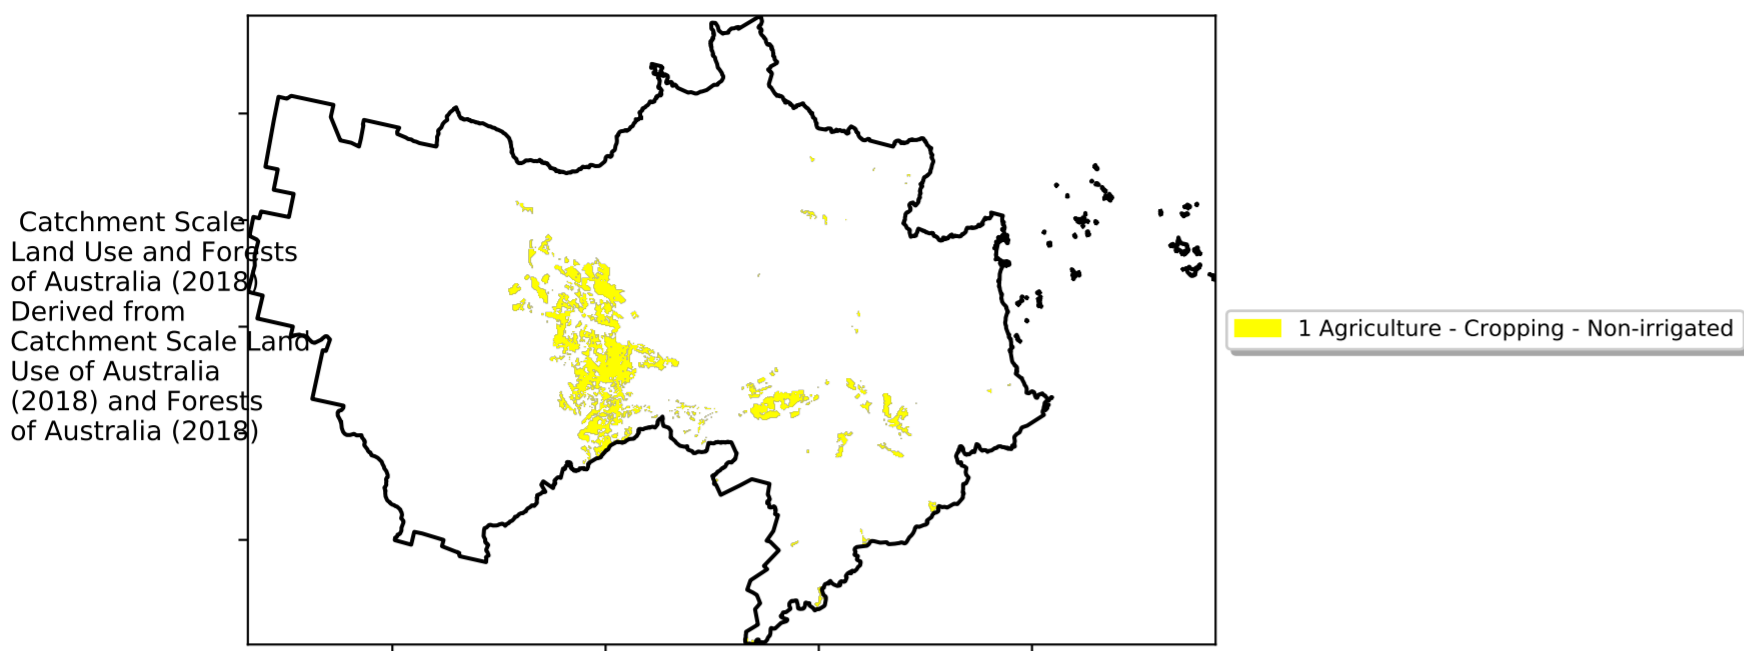 Catchment Scale
Land Use and Forests
of Australia (2018)
Derived from
Catchment Scale Land
Use of Australia
(2018) and Forests
of Australia (2018)
1 Agriculture - Cropping - Non-irrigated